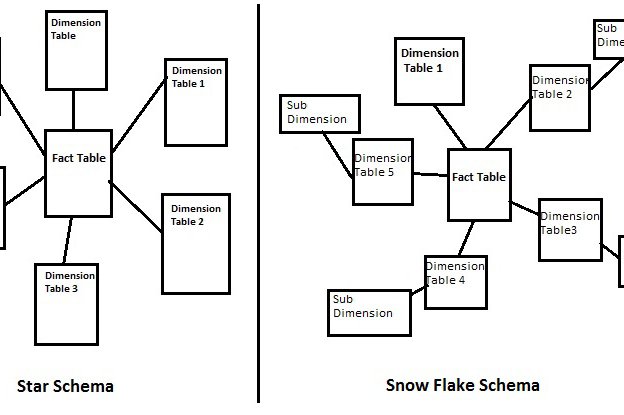 Dimension
Table
Dimension
Table 1
Fact Table
Dimension
Table 2
Dimension
Table 3
Star Schema
Dimension
Table 1
Sub
Dimension
Table 2
Sub
Dimension
Dimension
Table 5
Fact Table
Dimension
Table3
Dimension
Table 4
Sub
Dimension
Snow Flake Schema